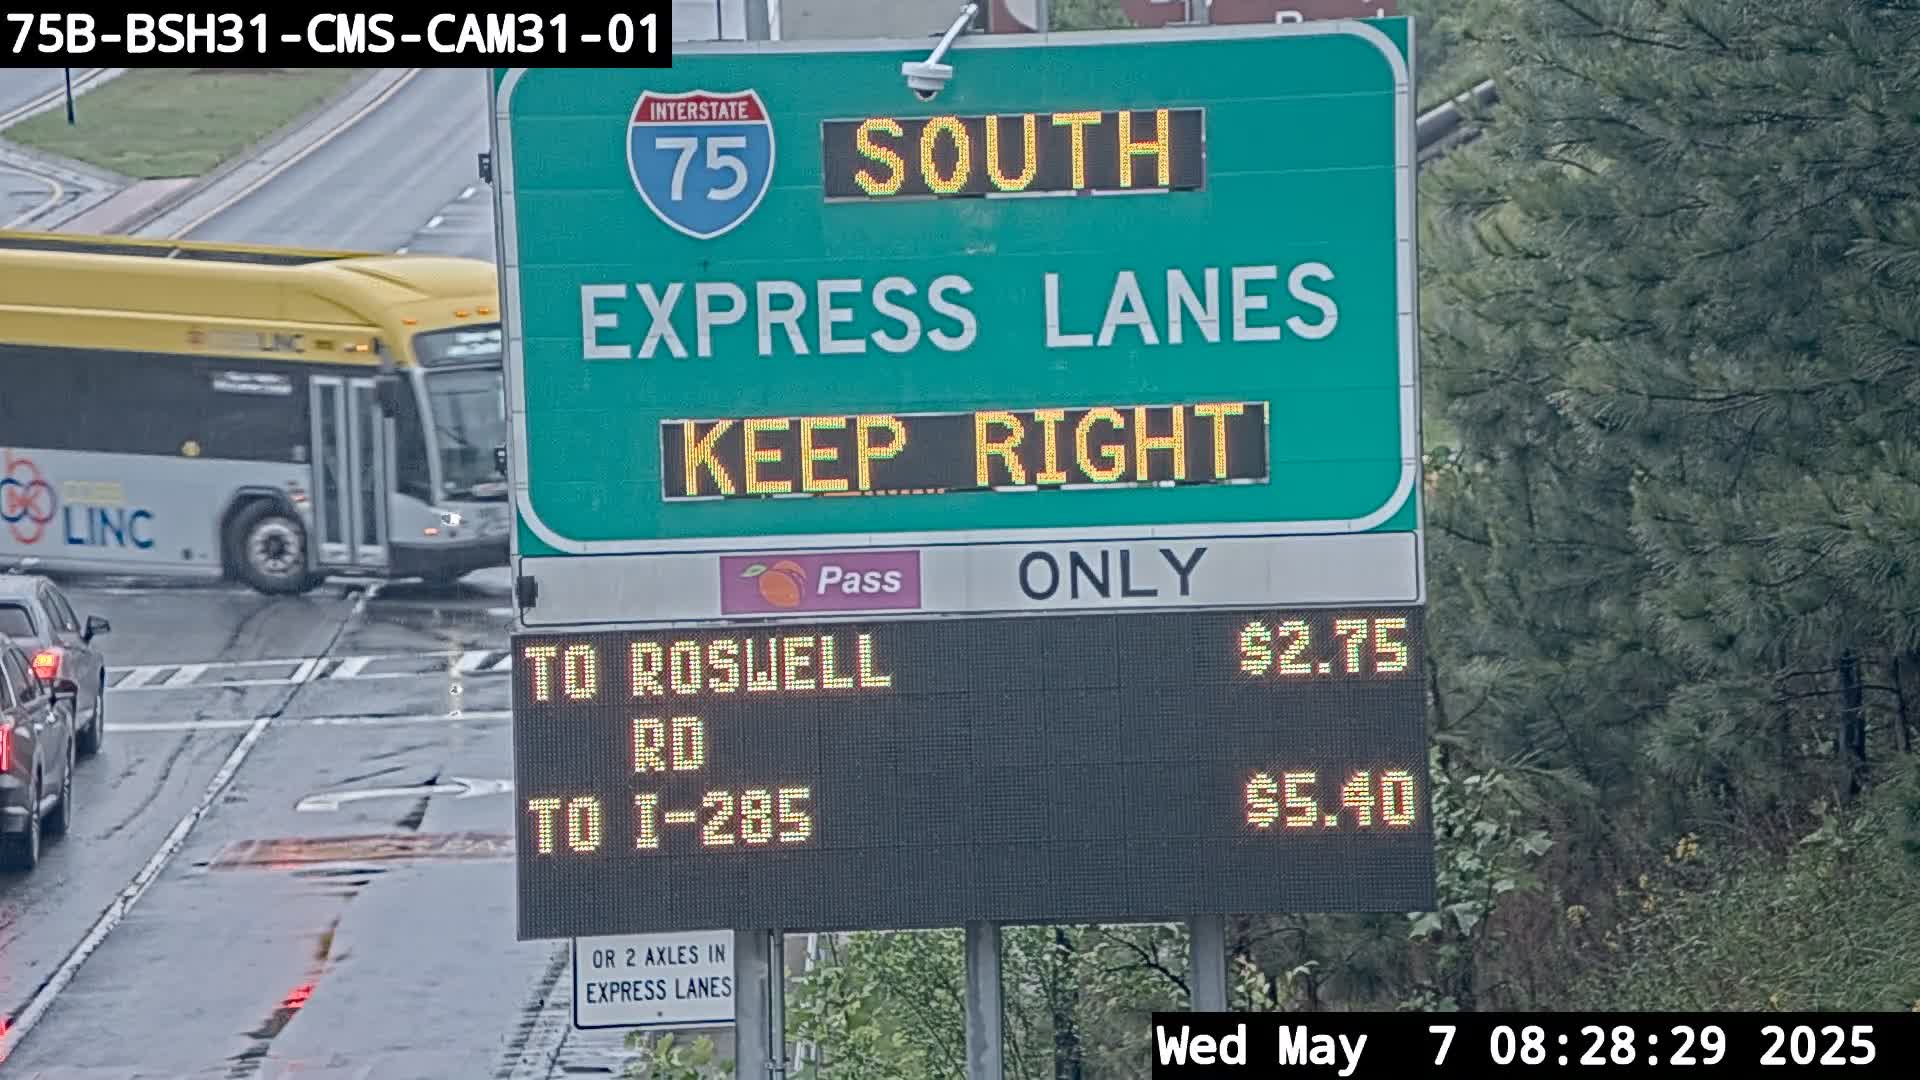 75B-BSH31-CMS-CAM31-01
INTERSTATE
75
SOUTH
EXPRESS LANES
KEEP RIGHT
Pass
ONLY
TO ROSWELL $2.75
RD
TO I-285 $5.40
LINC
LINC
OR 2 AXLES IN
EXPRESS LANES
Wed May 7 08:28:29 2025